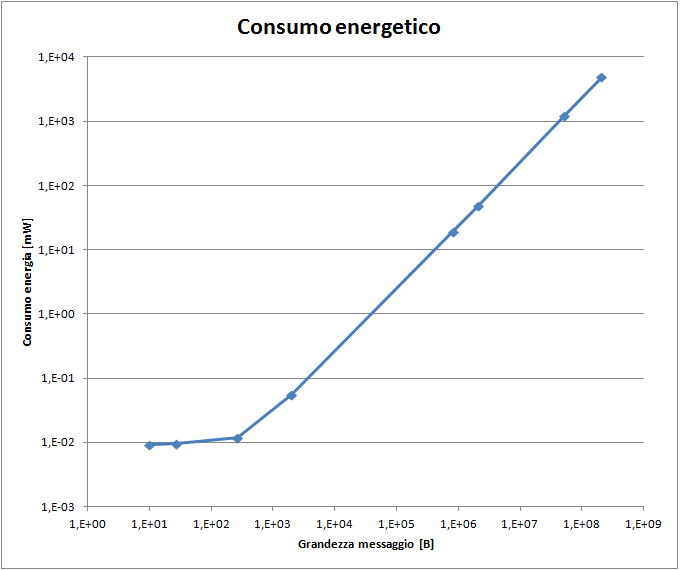 Consumo energetico
1,E+04
1,E+03
1,E+02
1,E+01
1,E+00
1,E-01
1,E-02
1,E-03
Consumo energia [mW]
1,E+00 1,E+01 1,E+02 1,E+03 1,E+04 1,E+05 1,E+06 1,E+07 1,E+08 1,E+09
Grandezza messaggio [B]